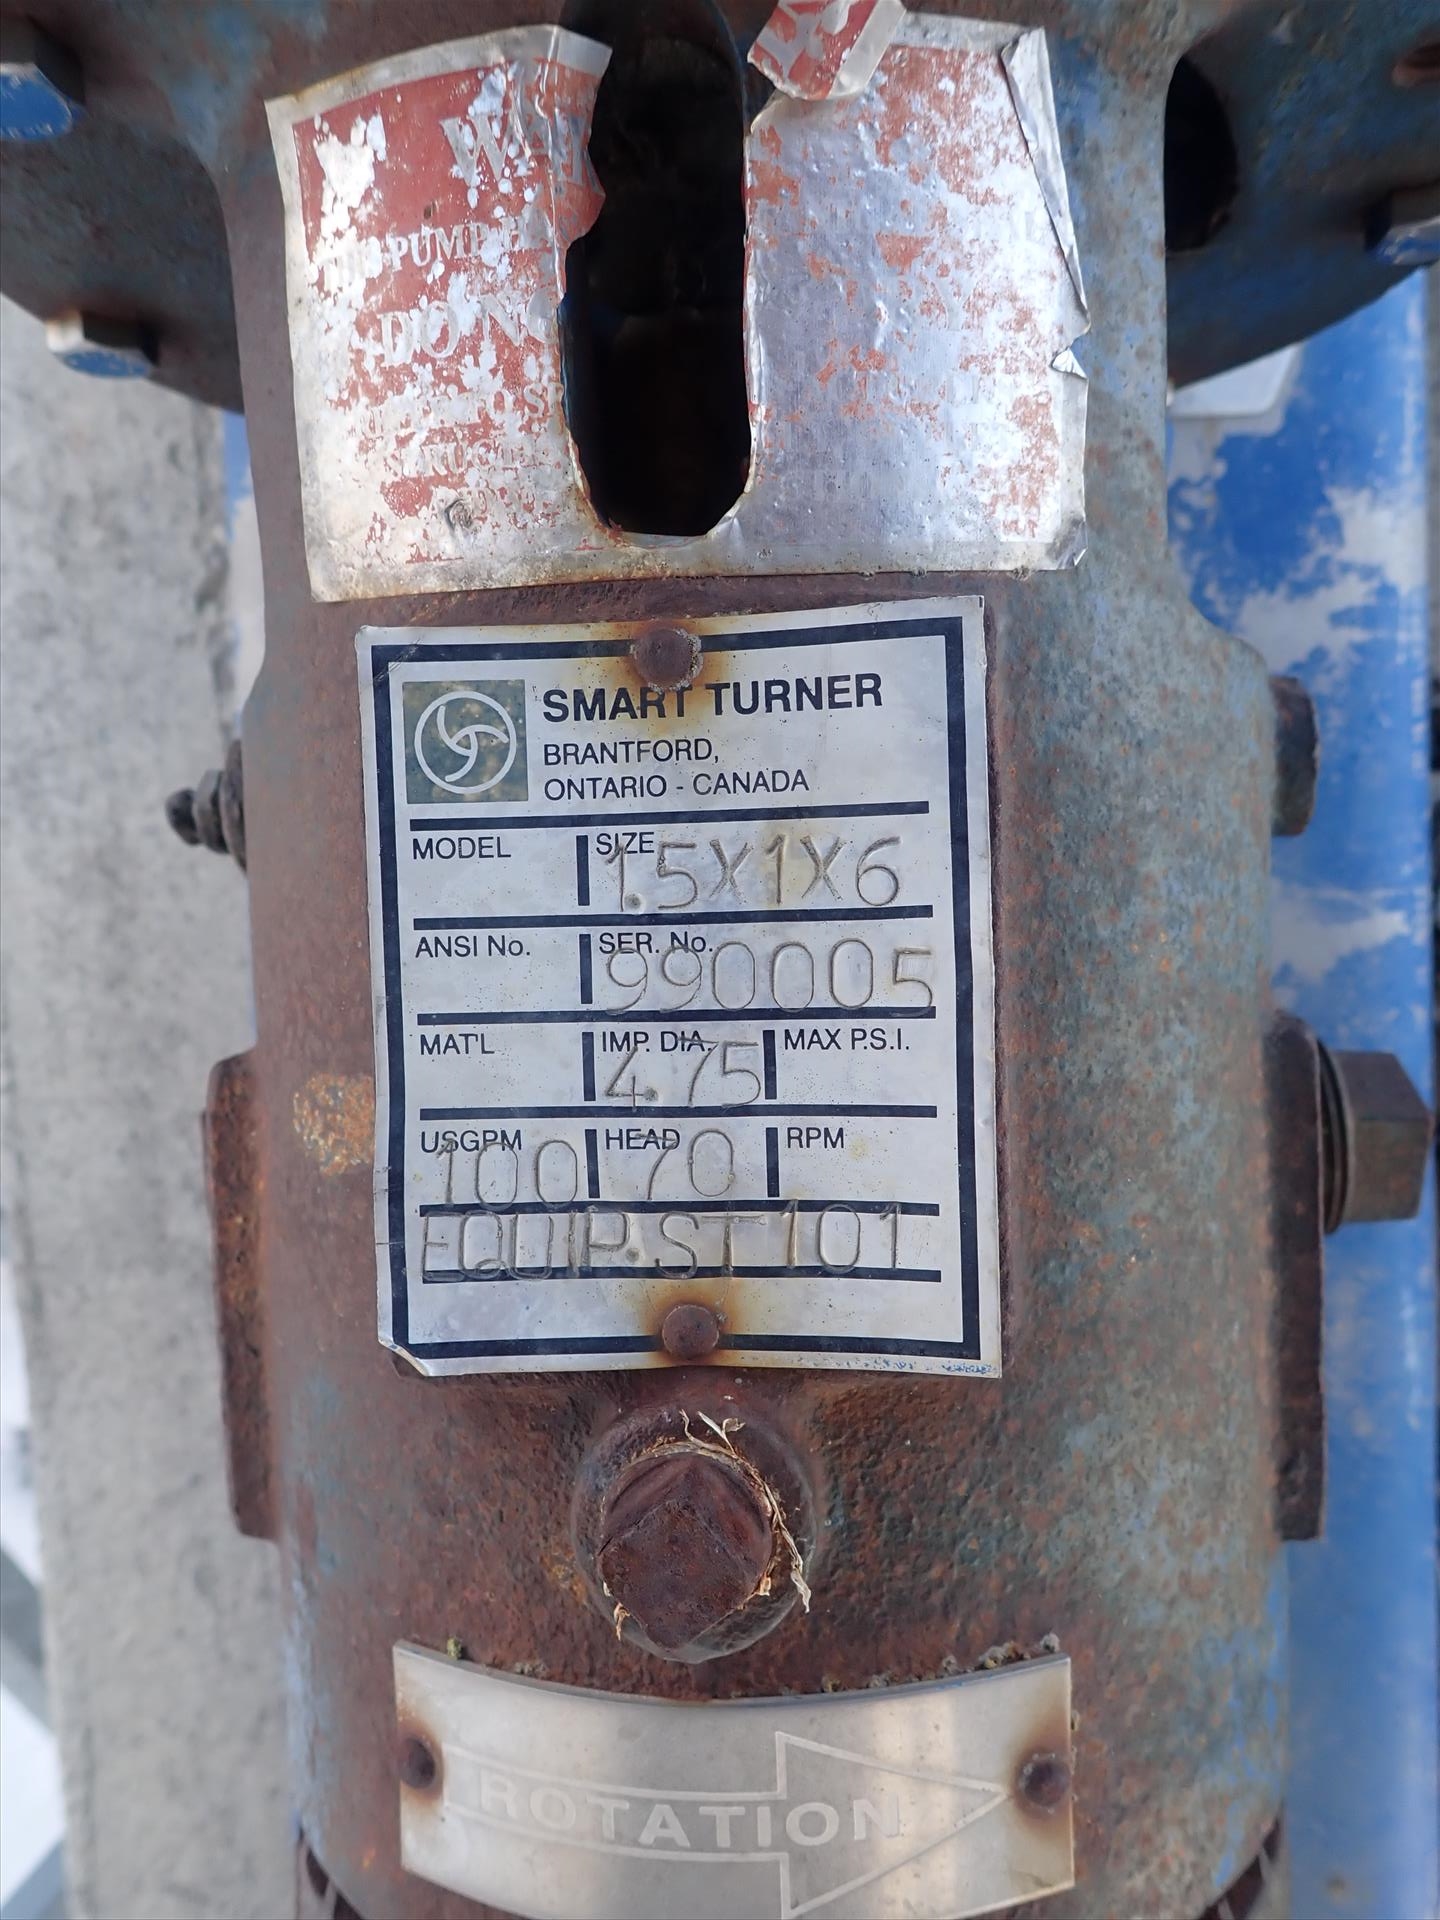 PUMP
DO
SMART TURNER
BRANTFORD,
ONTARIO - CANADA
MODEL SIZE 1.5X1X6
ANSI No. SER. No. 990005
MAT'L IMP. DIA. 4.75 MAX P.S.I.
USGPM 100 HEAD 70 RPM
EQUIP. ST 101
ROTATION